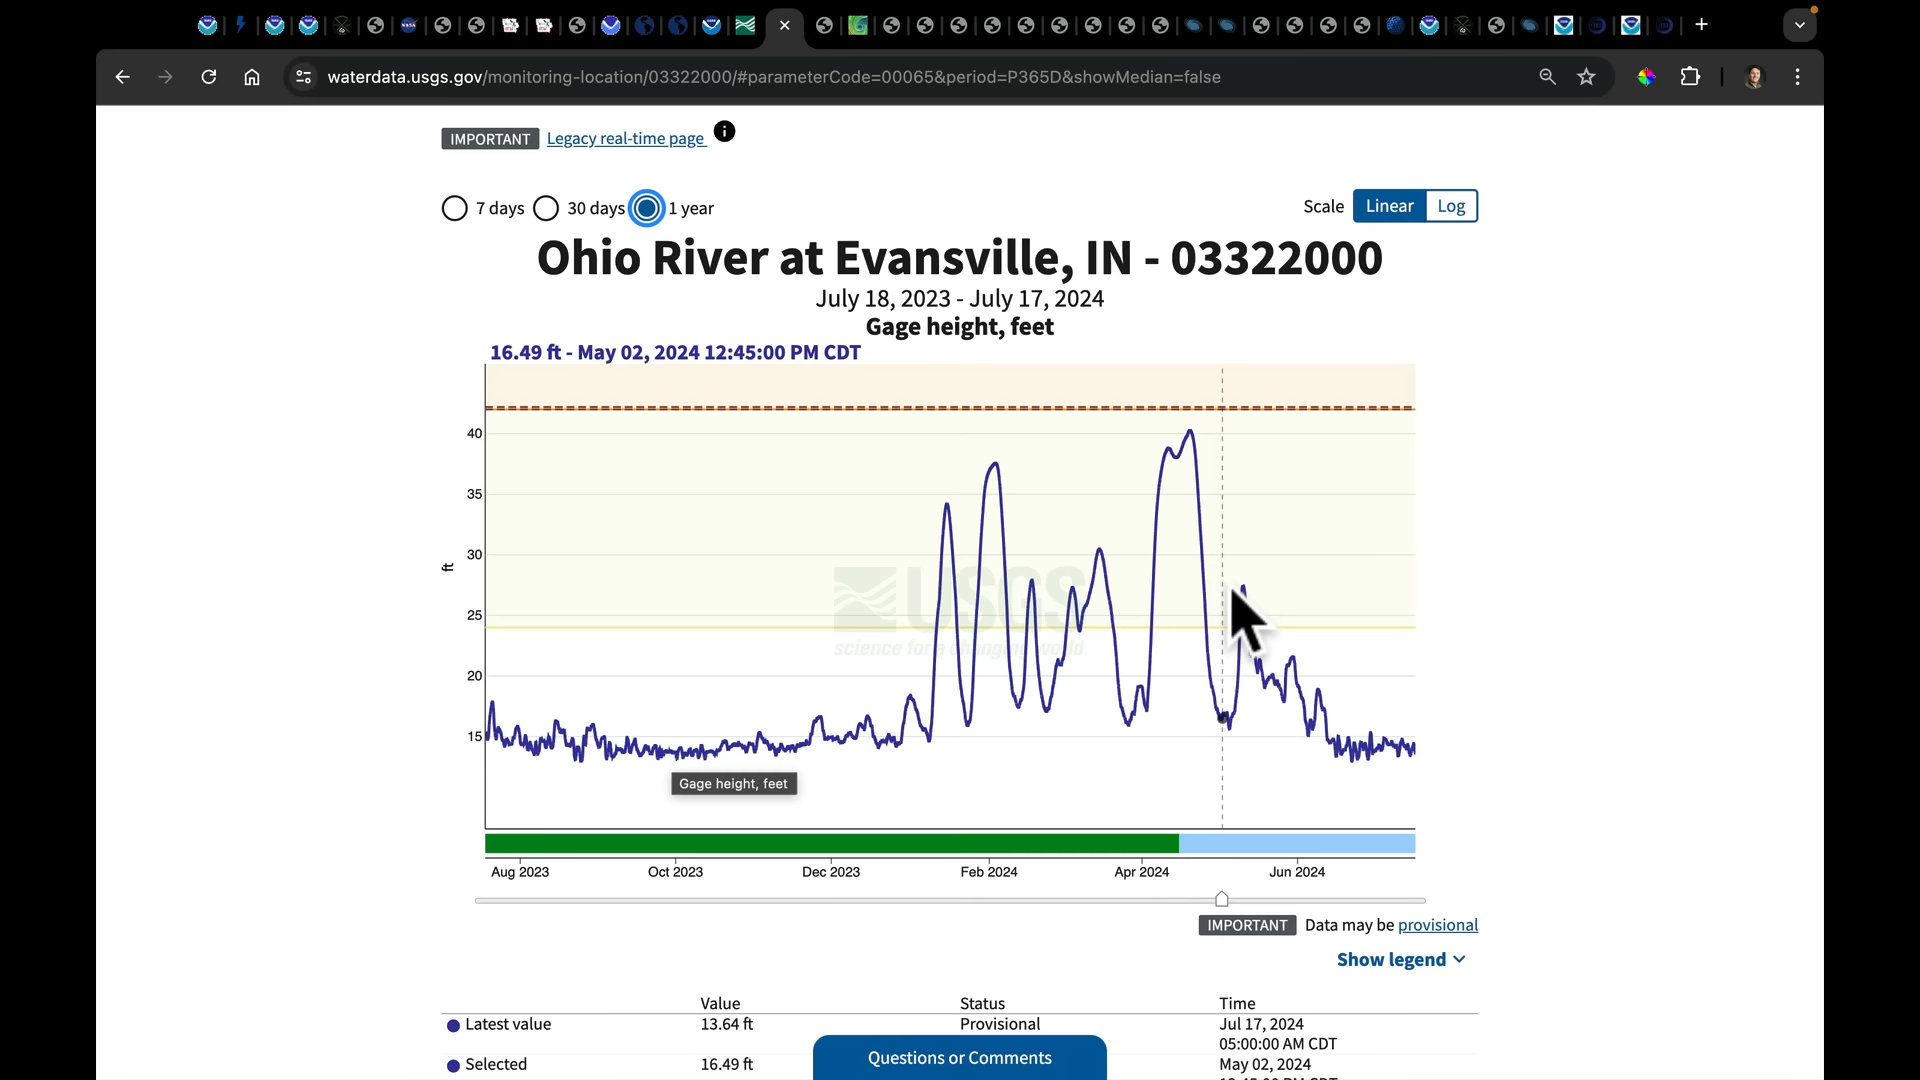 waterdata.usgs.gov/monitoring-location/03322000/#parameterCode=00065&period=P365D&showMedian=false
IMPORTANT Legacy real-time page
7 days 30 days 1 year
Scale Linear Log
Ohio River at Evansville, IN - 03322000
July 18, 2023 - July 17, 2024
Gage height, feet
16.49 ft - May 02, 2024 12:45:00 PM CDT
40
35
30
ft
25
20
15
USGS
science for a changing world
Gage height, feet
Aug 2023 Oct 2023 Dec 2023 Feb 2024 Apr 2024 Jun 2024
IMPORTANT Data may be provisional
Show legend
Value Status Time
Latest value 13.64 ft Provisional Jul 17, 2024
05:00:00 AM CDT
Selected 16.49 ft May 02, 2024
Questions or Comments